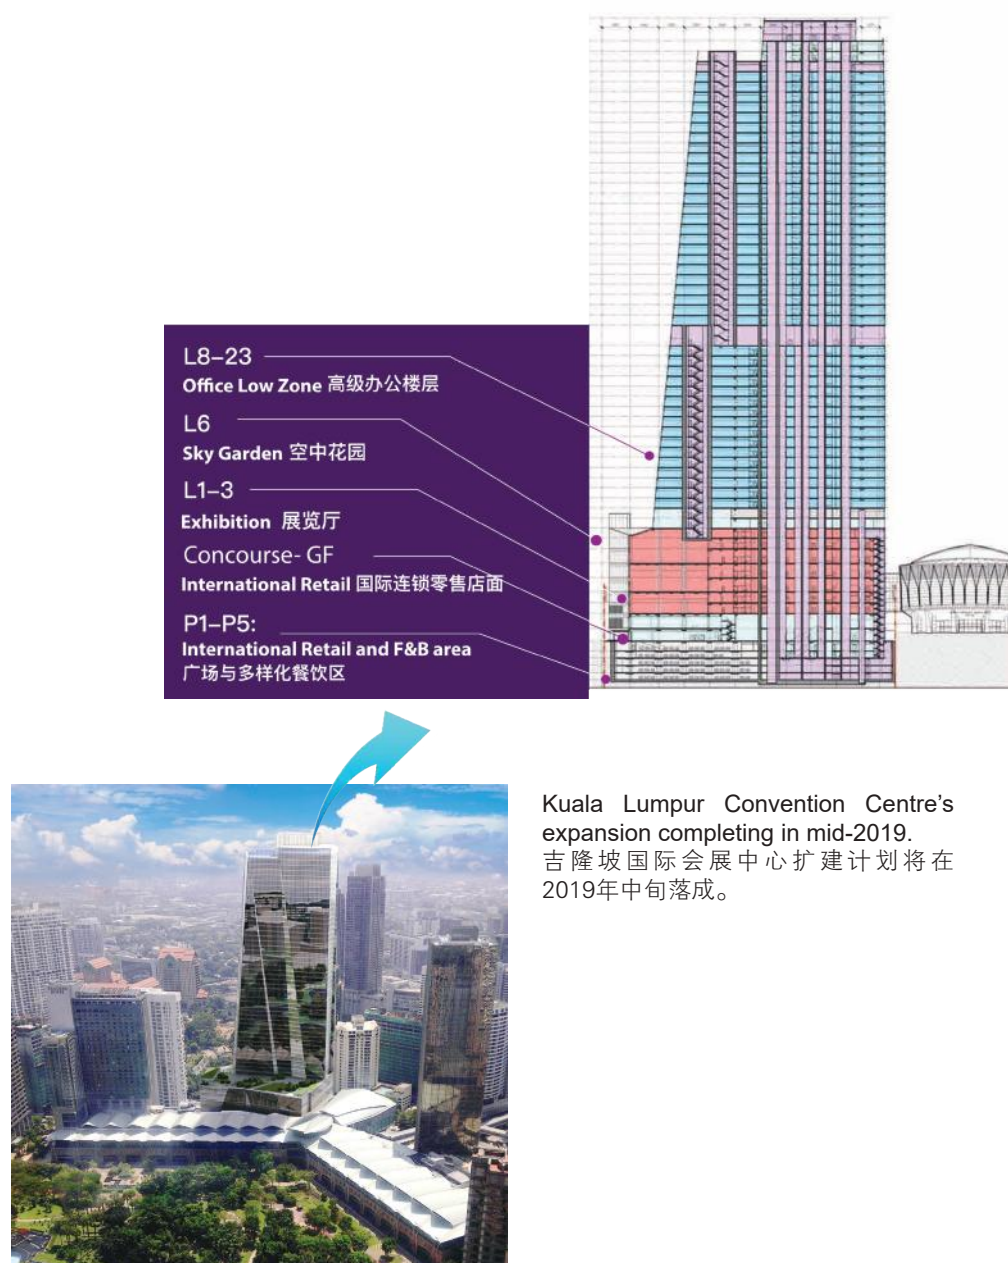 L8–23
Office Low Zone 高级办公楼层
L6
Sky Garden 空中花园
L1–3
Exhibition 展览厅
Concourse- GF
International Retail 国际连锁零售店面
P1–P5:
International Retail and F&B area
广场与多样化餐饮区
Kuala Lumpur Convention Centre’s
expansion completing in mid-2019.
吉隆坡国际会展中心扩建计划将在
2019年中旬落成。